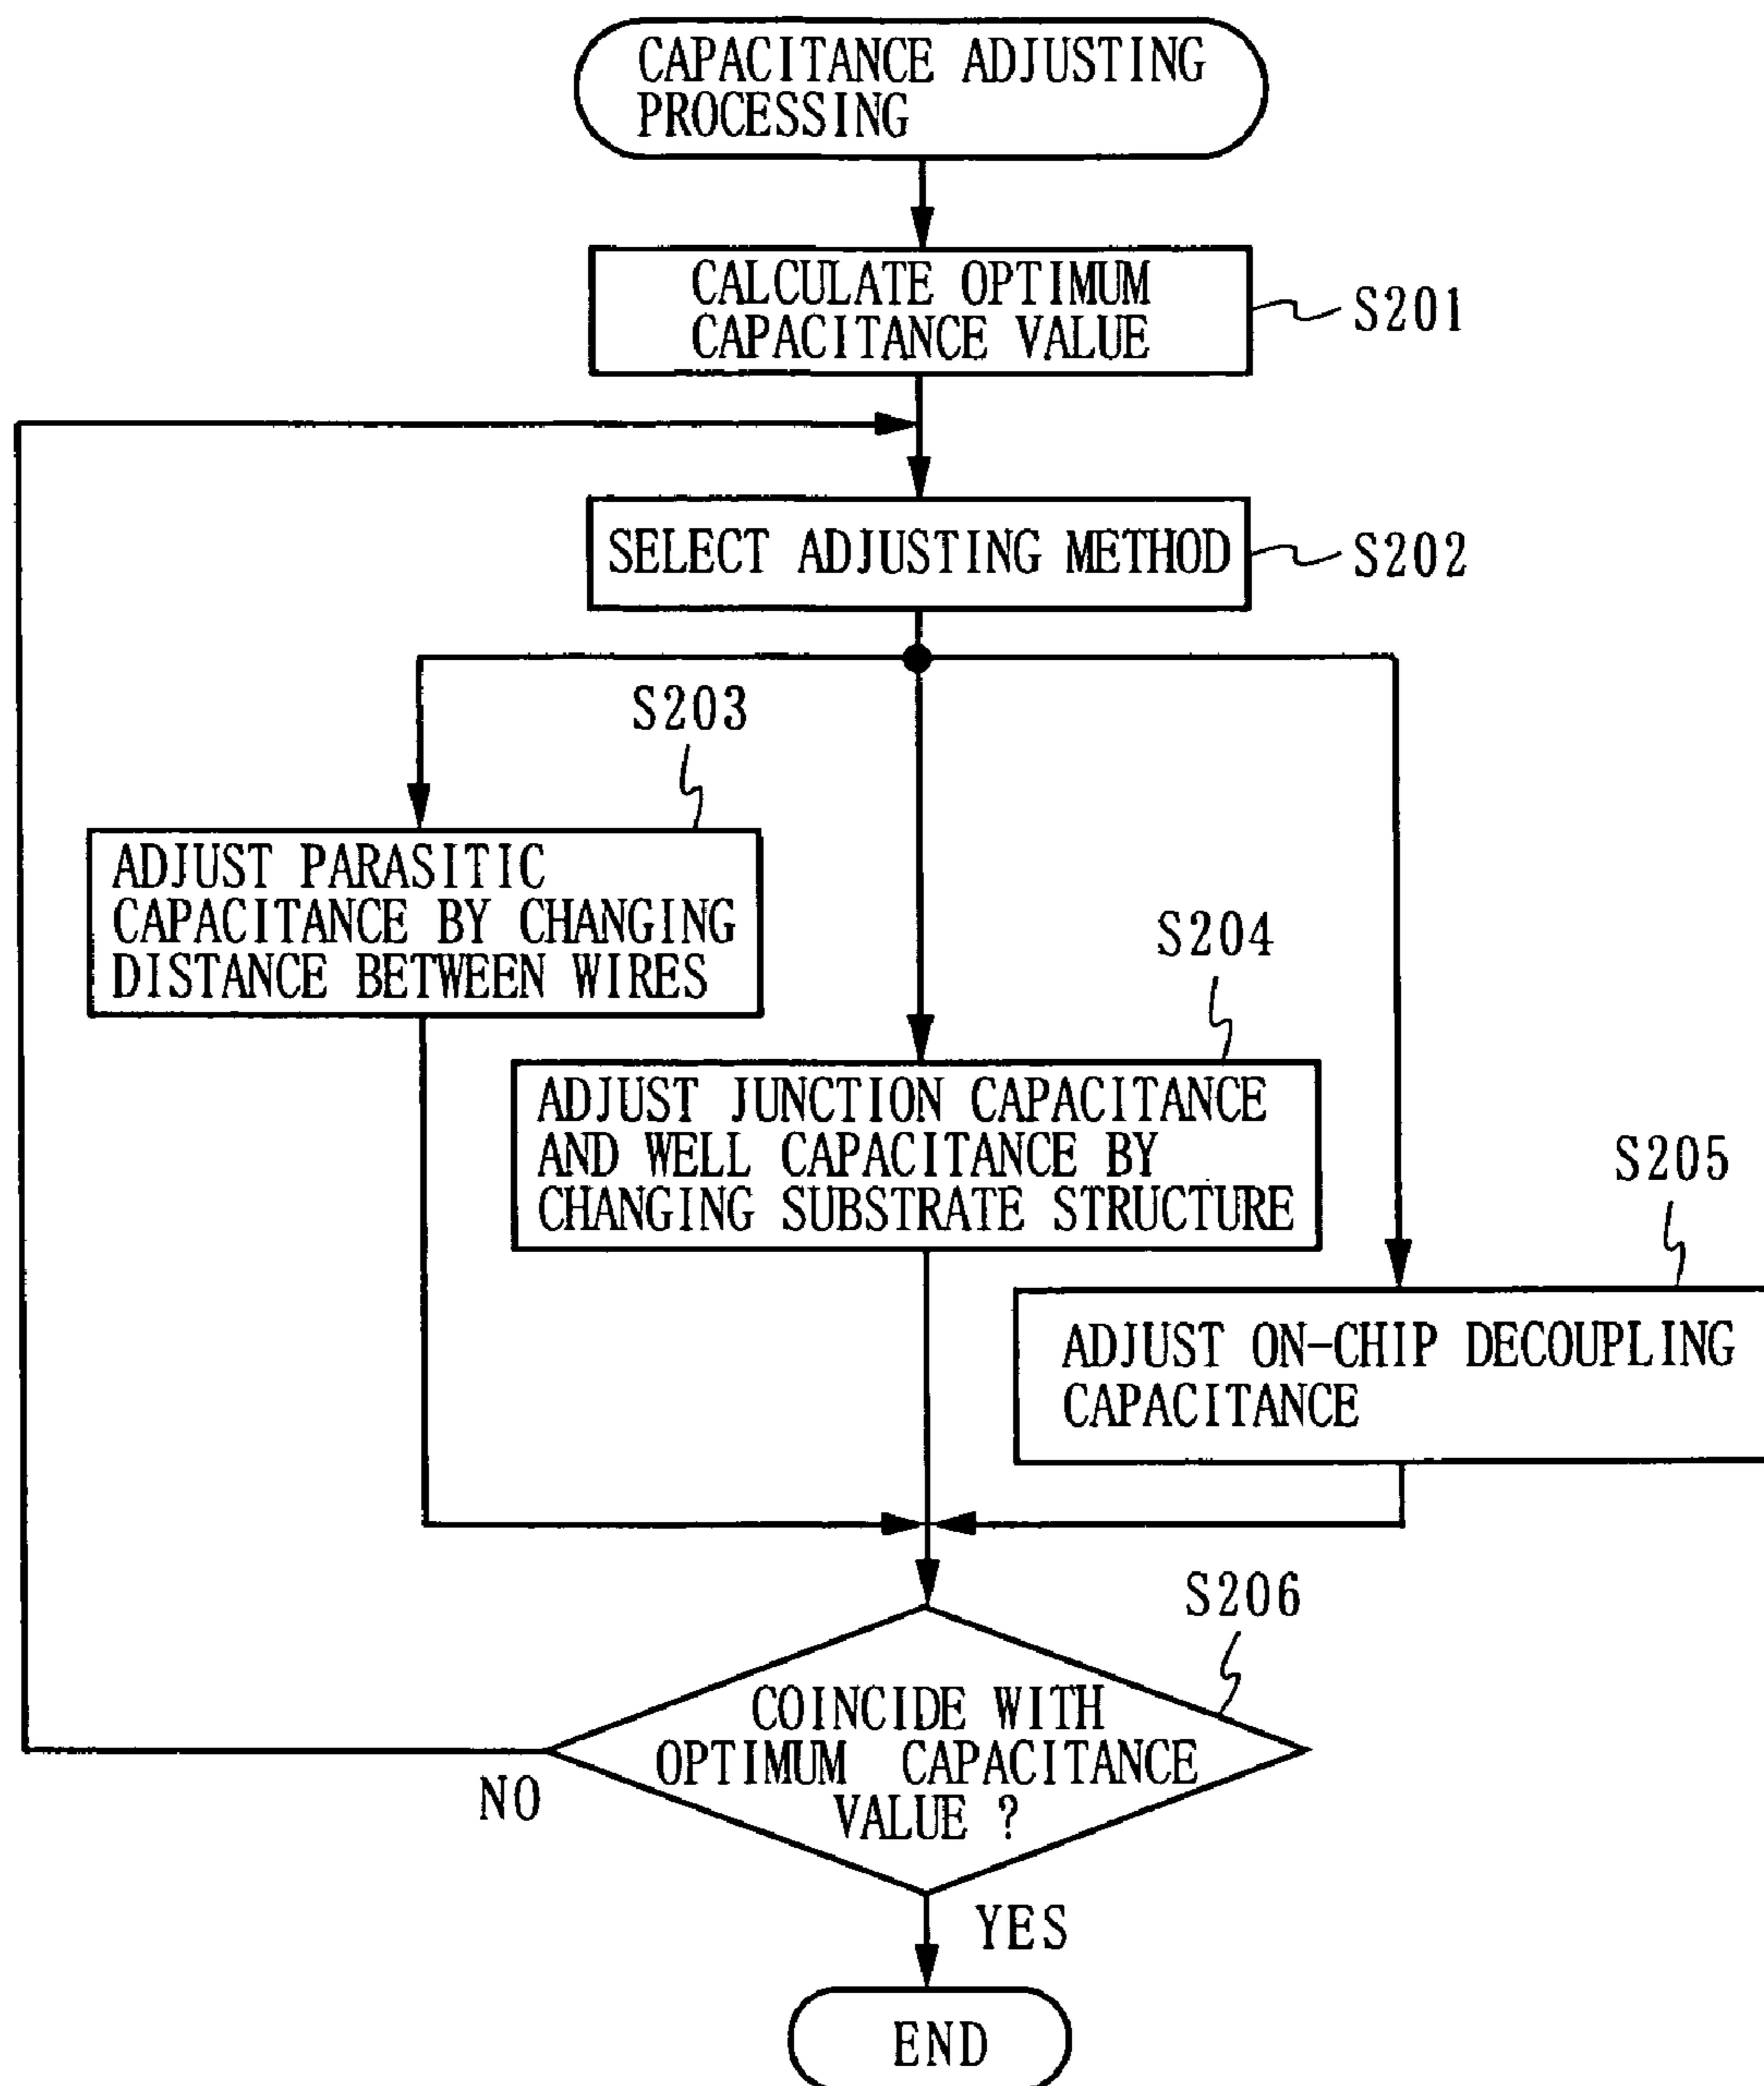 CAPACITANCE ADJUSTING
PROCESSING
CALCULATE OPTIMUM
CAPACITANCE VALUE
S201
SELECT ADJUSTING METHOD
S202
S203
ADJUST PARASITIC
CAPACITANCE BY CHANGING
DISTANCE BETWEEN WIRES
S204
ADJUST JUNCTION CAPACITANCE
AND WELL CAPACITANCE BY
CHANGING SUBSTRATE STRUCTURE
S205
ADJUST ON-CHIP DECOUPLING
CAPACITANCE
S206
COINCIDE WITH
OPTIMUM CAPACITANCE
VALUE ?
NO
YES
END